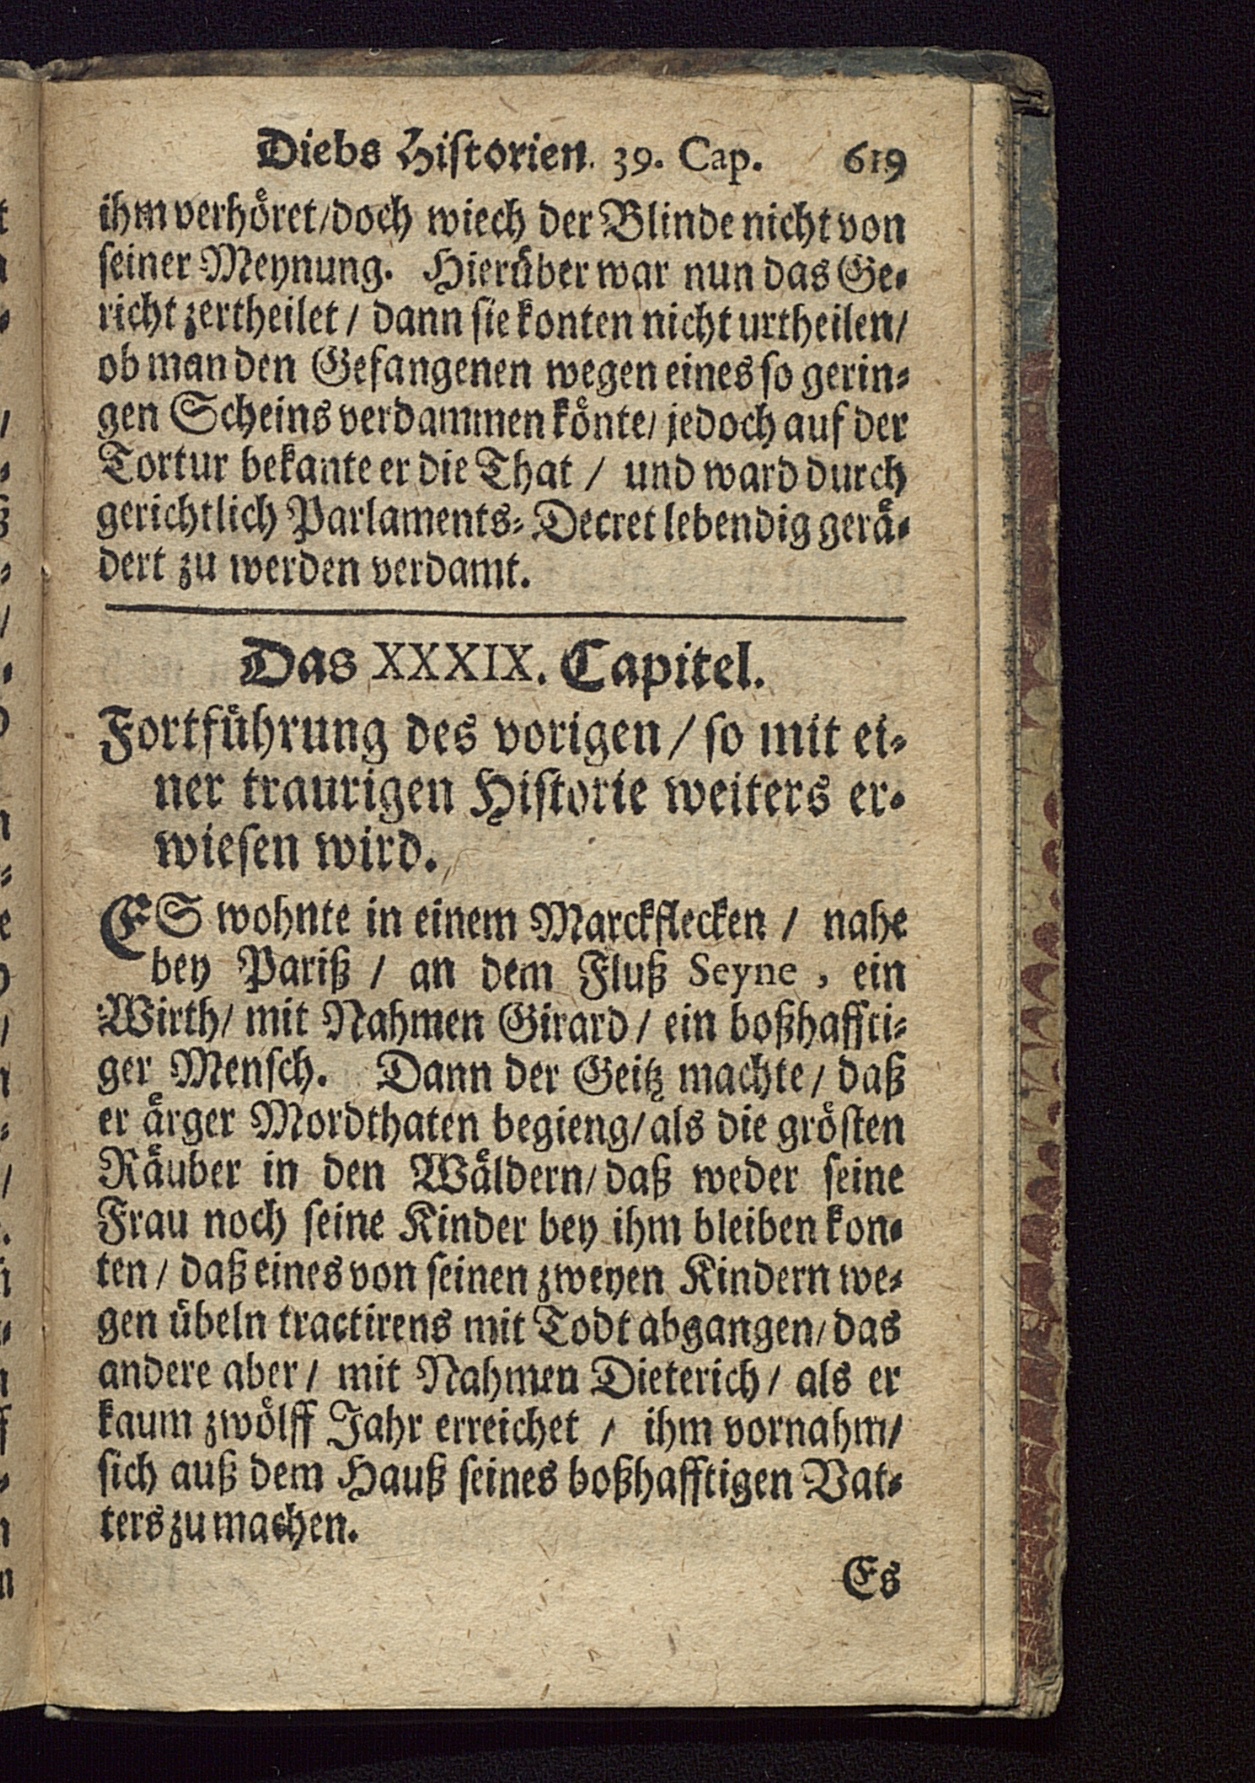 Diebs Historien. 39. Cap. 619
ihm verhöret/doch wiech der Blinde nicht von
seiner Meynung. Hierüber war nun das Ge-
richt zertheilet / dann sie konten nicht urtheilen/
ob man den Gefangenen wegen eines so gerin-
gen Scheins verdammen könte/ jedoch auf der
Tortur bekante er die That / und ward durch
gerichtlich Parlaments-Decret lebendig gerä-
dert zu werden verdamt.
Das XXXIX. Capitel.
Fortführung des vorigen / so mit ei-
ner traurigen Historie weiters er-
wiesen wird.
ES wohnte in einem Marckflecken / nahe
bey Pariß / an dem Fluß Seyne, ein
Wirth/ mit Nahmen Girard / ein boßhaffti-
ger Mensch. Dann der Geitz machte / daß
er ärger Mordthaten begieng/als die grösten
Räuber in den Wäldern/ daß weder seine
Frau noch seine Kinder bey ihm bleiben kon-
ten / daß eines von seinen zweyen Kindern we-
gen übeln tractirens mit Todt abgangen/ das
andere aber / mit Nahmen Dieterich / als er
kaum zwölff Jahr erreichet / ihm vornahm/
sich auß dem Hauß seines boßhafftigen Vat-
ters zu machen.
Es